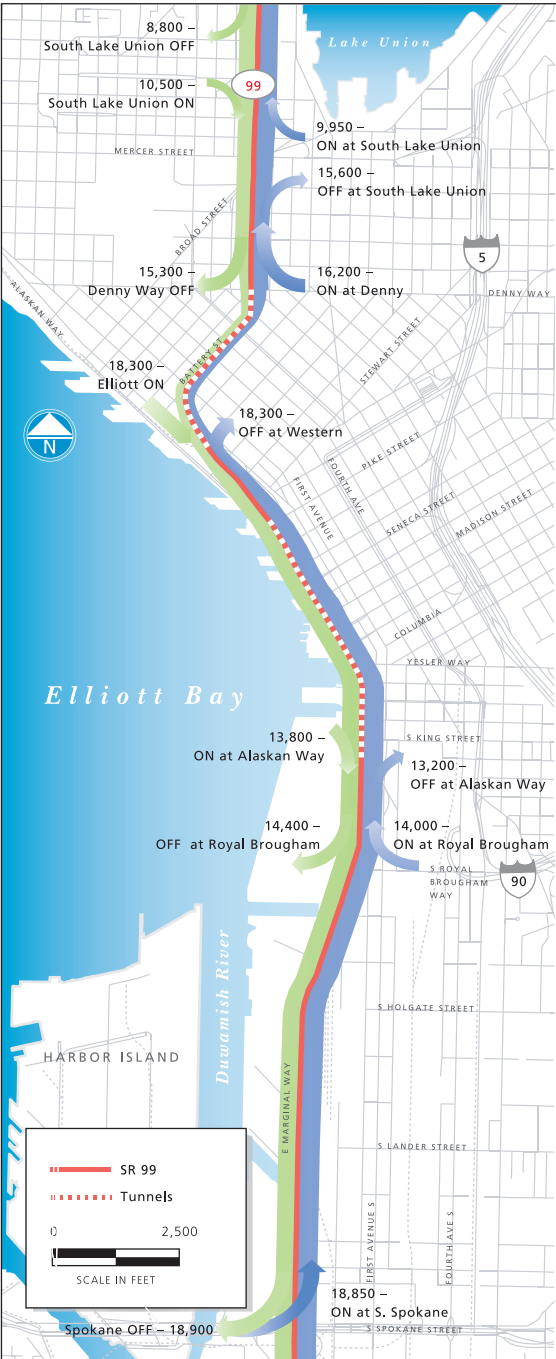 8,800 –
South Lake Union OFF
Lake Union
10,500 –
South Lake Union ON
99
9,950 –
ON at South Lake Union
MERCER STREET
15,600 –
OFF at South Lake Union
BROAD STREET
5
15,300 –
Denny Way OFF
16,200 –
ON at Denny
DENNY WAY
ALASKAN WAY
STEWART STREET
BATTERY ST
18,300 –
Elliott ON
18,300 –
OFF at Western
N
PIKE STREET
FOURTH AVE
FIRST AVENUE
SENECA STREET
MADISON STREET
COLUMBIA
YESLER WAY
Elliott Bay
13,800 –
ON at Alaskan Way
S KING STREET
13,200 –
OFF at Alaskan Way
14,400 –
OFF at Royal Brougham
14,000 –
ON at Royal Brougham
S ROYAL
BROUGHAM
WAY
90
Duwamish River
S HOLGATE STREET
HARBOR ISLAND
E MARGINAL WAY
S LANDER STREET
SR 99
Tunnels
0 2,500
SCALE IN FEET
FIRST AVENUE S
FOURTH AVE S
18,850 –
ON at S. Spokane
Spokane OFF – 18,900
S SPOKANE STREET